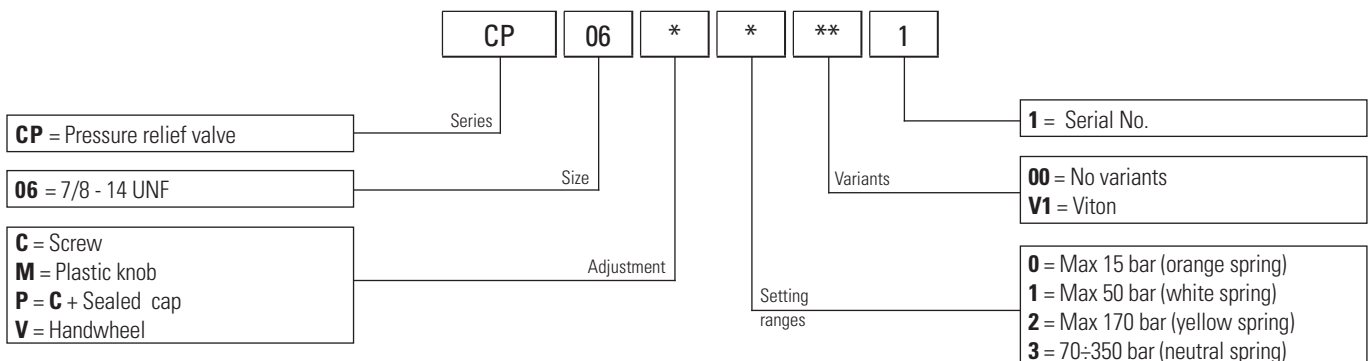 CP 06 * * ** 1
Series
CP = Pressure relief valve
Size
06 = 7/8 - 14 UNF
Adjustment
C = Screw
M = Plastic knob
P = C + Sealed cap
V = Handwheel
1 = Serial No.
Variants
00 = No variants
V1 = Viton
Setting
ranges
0 = Max 15 bar (orange spring)
1 = Max 50 bar (white spring)
2 = Max 170 bar (yellow spring)
3 = 70÷350 bar (neutral spring)